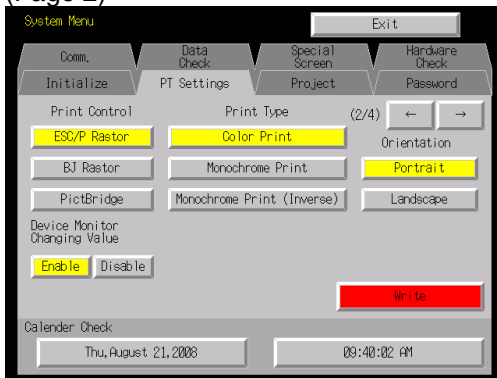 (Page 2)
System Menu
Exit
Comm.
Data
Check
Special
Screen
Hardware
Check
Initialize
PT Settings
Project
Password
Print Control
Print Type
(2/4)
←
→
ESC/P Rastor
Color Print
Orientation
BJ Rastor
Monochrome Print
Portrait
PictBridge
Monochrome Print (Inverse)
Landscape
Device Monitor
Changing Value
Enable
Disable
Write
Calender Check
Thu,August 21,2008
09:40:02 AM